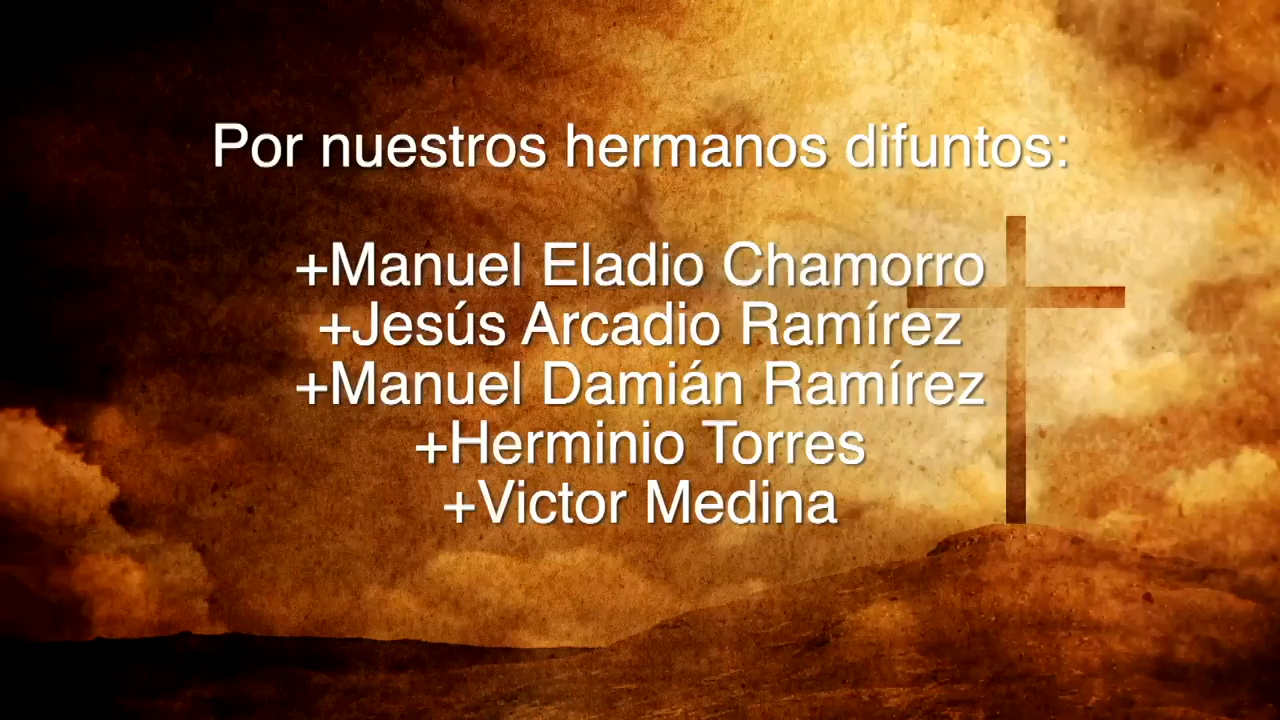 Por nuestros hermanos difuntos:
+Manuel Eladio Chamorro
+Jesús Arcadio Ramírez
+Manuel Damián Ramírez
+Herminio Torres
+Victor Medina